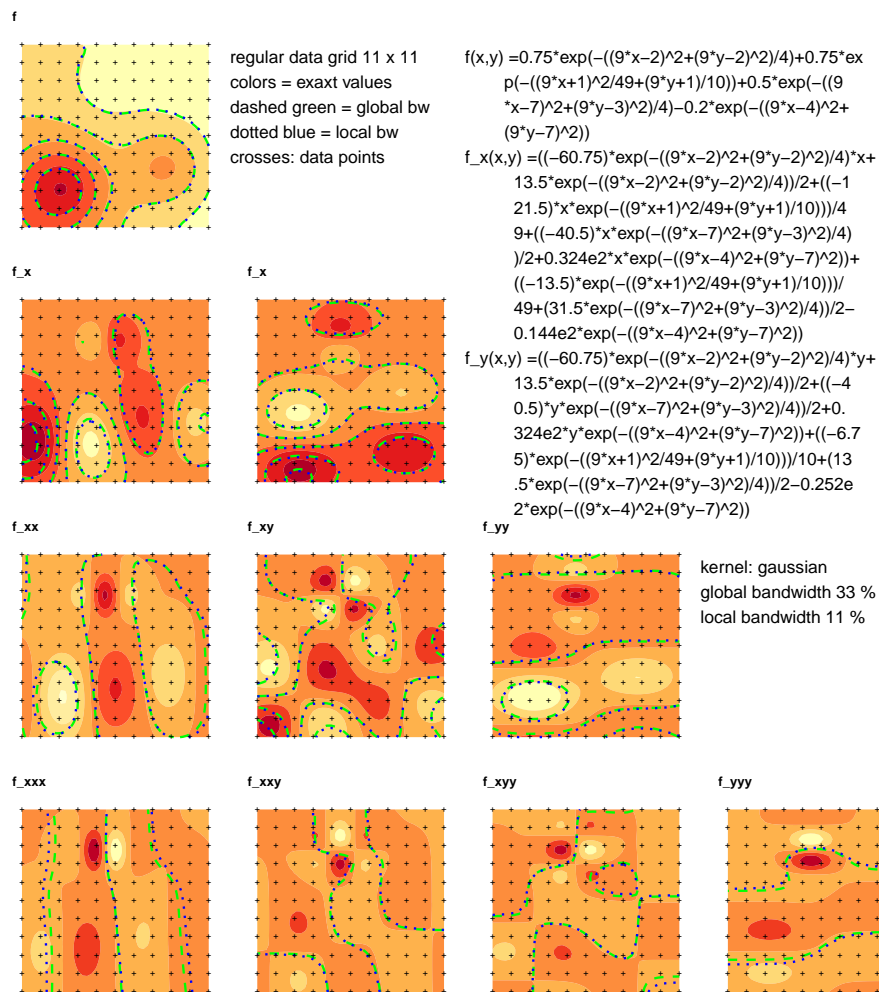 f
regular data grid 11 x 11
colors = exaxt values
dashed green = global bw
dotted blue = local bw
crosses: data points
f(x,y) =0.75*exp(−((9*x−2)^2+(9*y−2)^2)/4)+0.75*ex
p(−((9*x+1)^2/49+(9*y+1)/10))+0.5*exp(−((9
*x−7)^2+(9*y−3)^2)/4)−0.2*exp(−((9*x−4)^2+
(9*y−7)^2))
f_x(x,y) =((−60.75)*exp(−((9*x−2)^2+(9*y−2)^2)/4)*x+
13.5*exp(−((9*x−2)^2+(9*y−2)^2)/4))/2+((−1
21.5)*x*exp(−((9*x+1)^2/49+(9*y+1)/10)))/4
9+((−40.5)*x*exp(−((9*x−7)^2+(9*y−3)^2)/4)
)/2+0.324e2*x*exp(−((9*x−4)^2+(9*y−7)^2))+
((−13.5)*exp(−((9*x+1)^2/49+(9*y+1)/10)))/
49+(31.5*exp(−((9*x−7)^2+(9*y−3)^2)/4))/2−
0.144e2*exp(−((9*x−4)^2+(9*y−7)^2))
f_y(x,y) =((−60.75)*exp(−((9*x−2)^2+(9*y−2)^2)/4)*y+
13.5*exp(−((9*x−2)^2+(9*y−2)^2)/4))/2+((−4
0.5)*y*exp(−((9*x−7)^2+(9*y−3)^2)/4))/2+0.
324e2*y*exp(−((9*x−4)^2+(9*y−7)^2))+((−6.7
5)*exp(−((9*x+1)^2/49+(9*y+1)/10)))/10+(13
.5*exp(−((9*x−7)^2+(9*y−3)^2)/4))/2−0.252e
2*exp(−((9*x−4)^2+(9*y−7)^2))
f_x
f_x
f_xx
f_xy
f_yy
kernel: gaussian
global bandwidth 33 %
local bandwidth 11 %
f_xxx
f_xxy
f_xyy
f_yyy